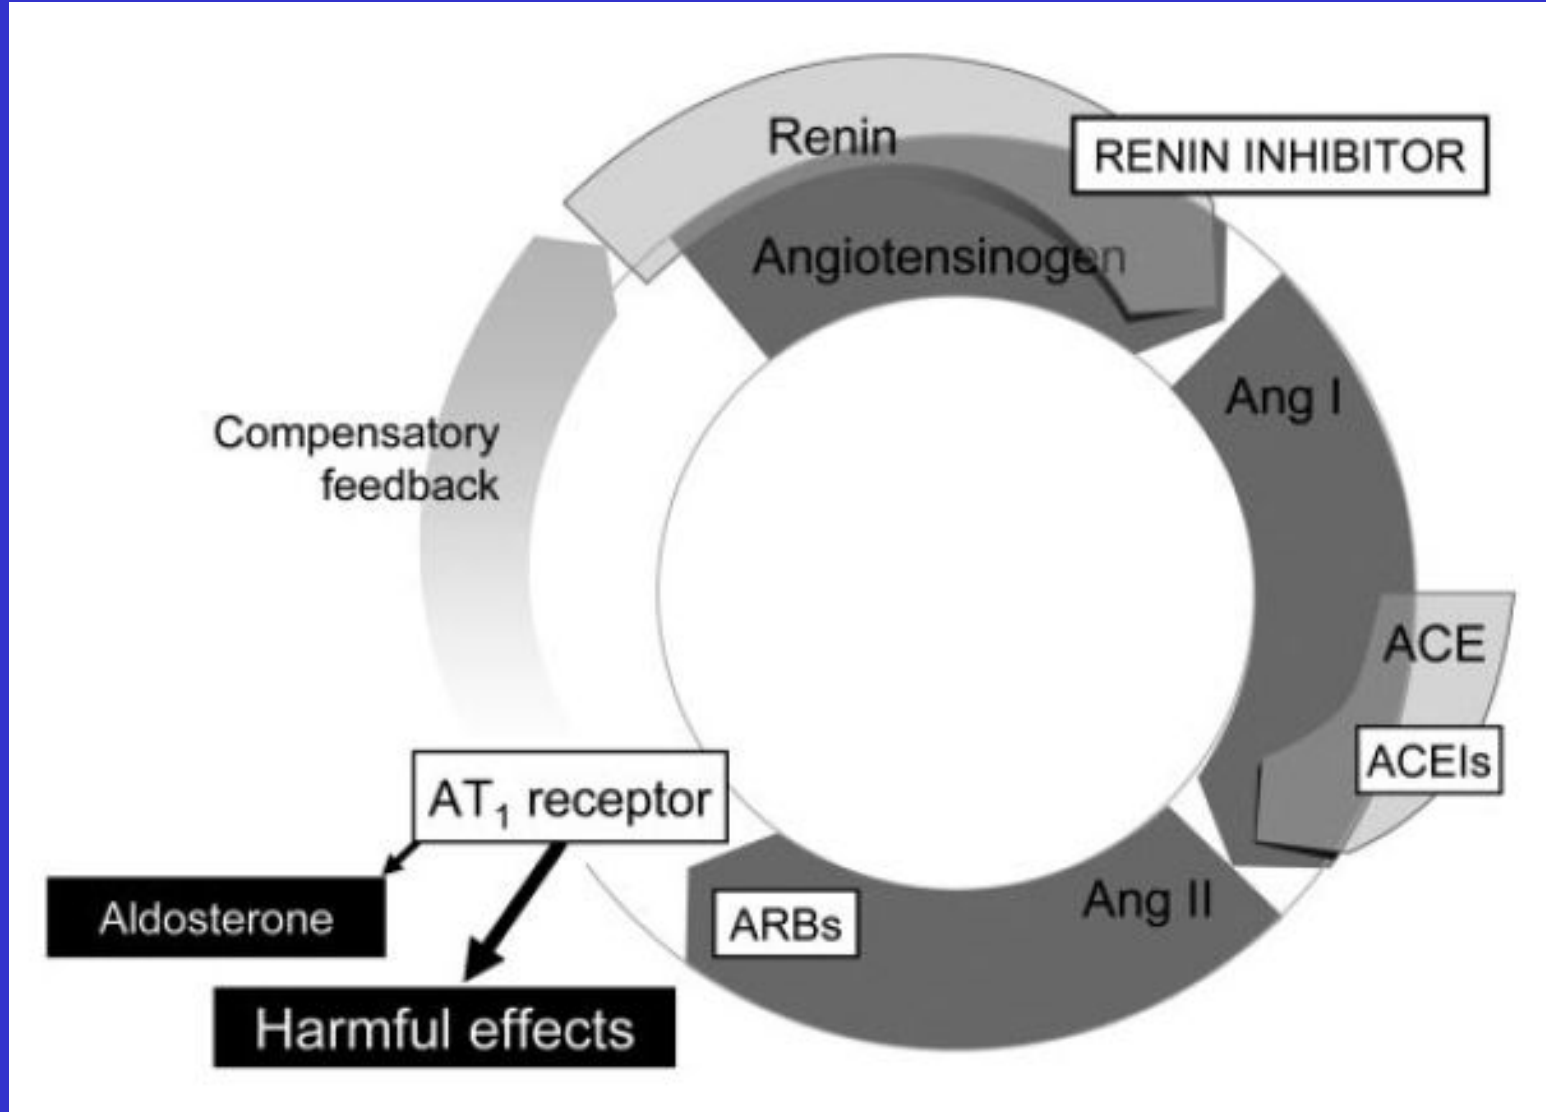 Renin
RENIN INHIBITOR
Angiotensinogen
Ang I
Compensatory
feedback
ACE
ACEIs
AT₁ receptor
Ang II
ARBs
Aldosterone
Harmful effects